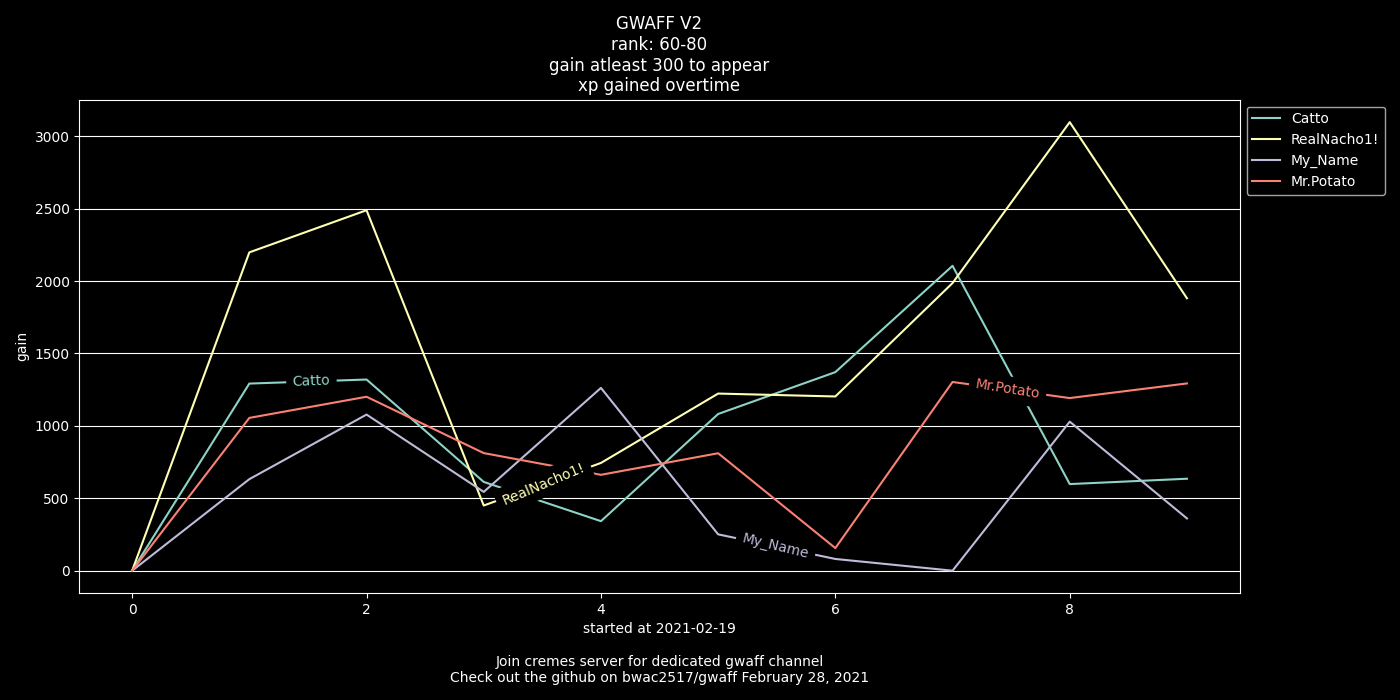 GWAFF V2
rank: 60-80
gain atleast 300 to appear
xp gained overtime
Catto
RealNacho1!
My_Name
Mr.Potato
3000
2500
2000
1500
1000
500
0
gain
Catto
RealNacho1!
My_Name
Mr.Potato
0 2 4 6 8
started at 2021-02-19
Join cremes server for dedicated gwaff channel
Check out the github on bwac2517/gwaff February 28, 2021